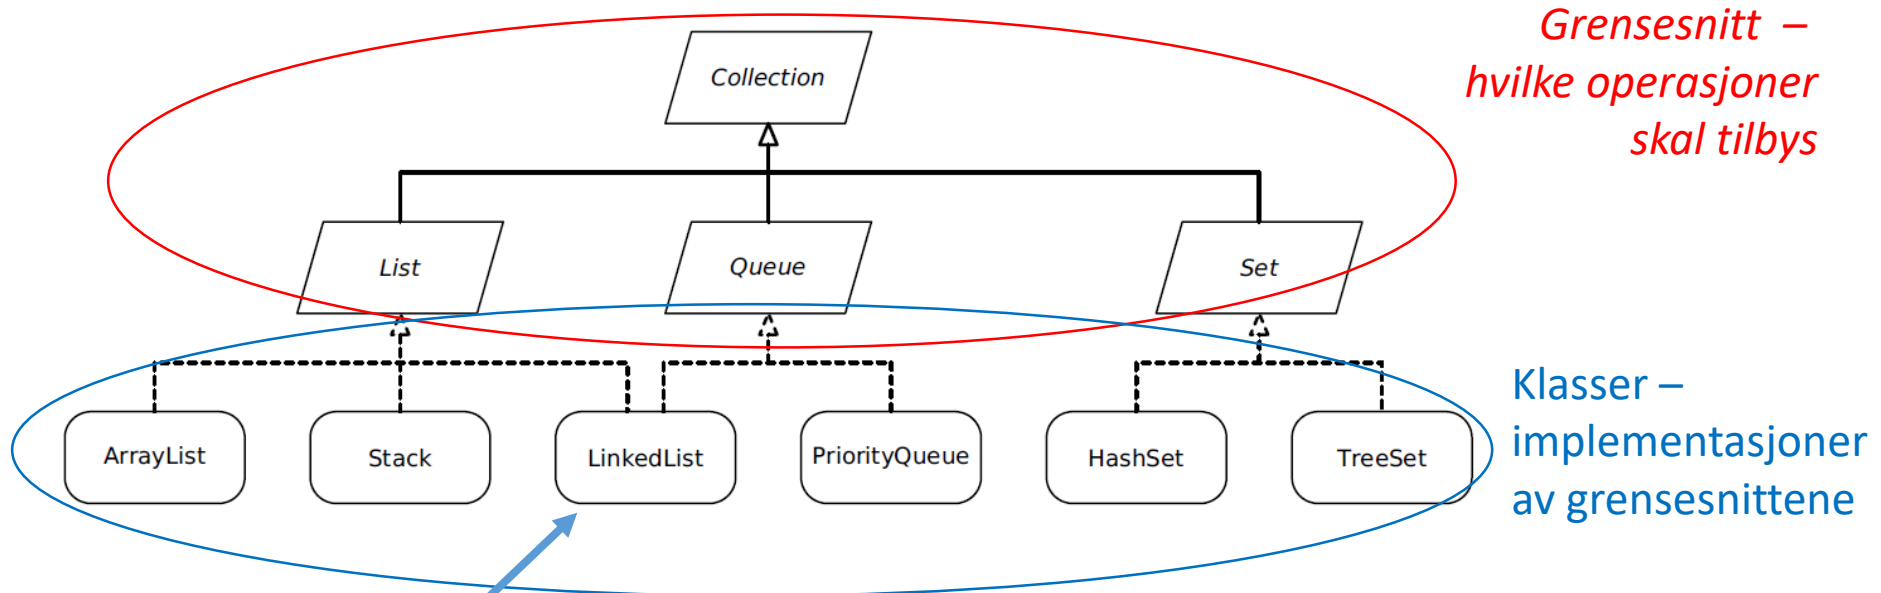 Grensesnitt –
hvilke operasjoner
skal tilbys
Collection
List
Queue
Set
Klasser –
implementasjoner
av grensesnittene
ArrayList
Stack
LinkedList
PriorityQueue
HashSet
TreeSet